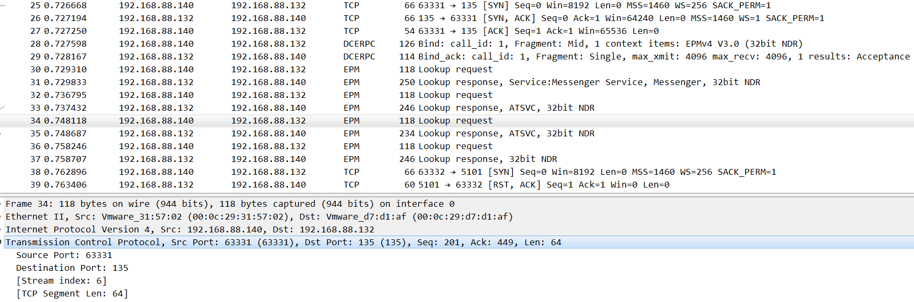 25 0.726668 192.168.88.140 192.168.88.132 TCP 66 63331 → 135 [SYN] Seq=0 Win=8192 Len=0 MSS=1460 WS=256 SACK_PERM=1
26 0.727194 192.168.88.132 192.168.88.140 TCP 66 135 → 63331 [SYN, ACK] Seq=0 Ack=1 Win=64240 Len=0 MSS=1460 WS=1 SACK_PERM=1
27 0.727250 192.168.88.140 192.168.88.132 TCP 54 63331 → 135 [ACK] Seq=1 Ack=1 Win=65536 Len=0
28 0.727598 192.168.88.140 192.168.88.132 DCERPC 126 Bind: call_id: 1, Fragment: Mid, 1 context items: EPMv4 V3.0 (32bit NDR)
29 0.728167 192.168.88.132 192.168.88.140 DCERPC 114 Bind_ack: call_id: 1, Fragment: Single, max_xmit: 4096 max_recv: 4096, 1 results: Acceptance
30 0.729310 192.168.88.140 192.168.88.132 EPM 118 Lookup request
31 0.729833 192.168.88.132 192.168.88.140 EPM 250 Lookup response, Service:Messenger Service, Messenger, 32bit NDR
32 0.736795 192.168.88.140 192.168.88.132 EPM 118 Lookup request
33 0.737432 192.168.88.132 192.168.88.140 EPM 246 Lookup response, ATSVC, 32bit NDR
34 0.748118 192.168.88.140 192.168.88.132 EPM 118 Lookup request
35 0.748687 192.168.88.132 192.168.88.140 EPM 234 Lookup response, ATSVC, 32bit NDR
36 0.758246 192.168.88.140 192.168.88.132 EPM 118 Lookup request
37 0.758707 192.168.88.132 192.168.88.140 EPM 246 Lookup response, 32bit NDR
38 0.762896 192.168.88.140 192.168.88.132 TCP 66 63332 → 5101 [SYN] Seq=0 Win=8192 Len=0 MSS=1460 WS=256 SACK_PERM=1
39 0.763406 192.168.88.132 192.168.88.140 TCP 60 5101 → 63332 [RST, ACK] Seq=1 Ack=1 Win=0 Len=0
Frame 34: 118 bytes on wire (944 bits), 118 bytes captured (944 bits) on interface 0
Ethernet II, Src: Vmware_31:57:02 (00:0c:29:31:57:02), Dst: Vmware_d7:d1:af (00:0c:29:d7:d1:af)
Internet Protocol Version 4, Src: 192.168.88.140, Dst: 192.168.88.132
Transmission Control Protocol, Src Port: 63331 (63331), Dst Port: 135 (135), Seq: 201, Ack: 449, Len: 64
Source Port: 63331
Destination Port: 135
[Stream index: 6]
[TCP Segment Len: 64]